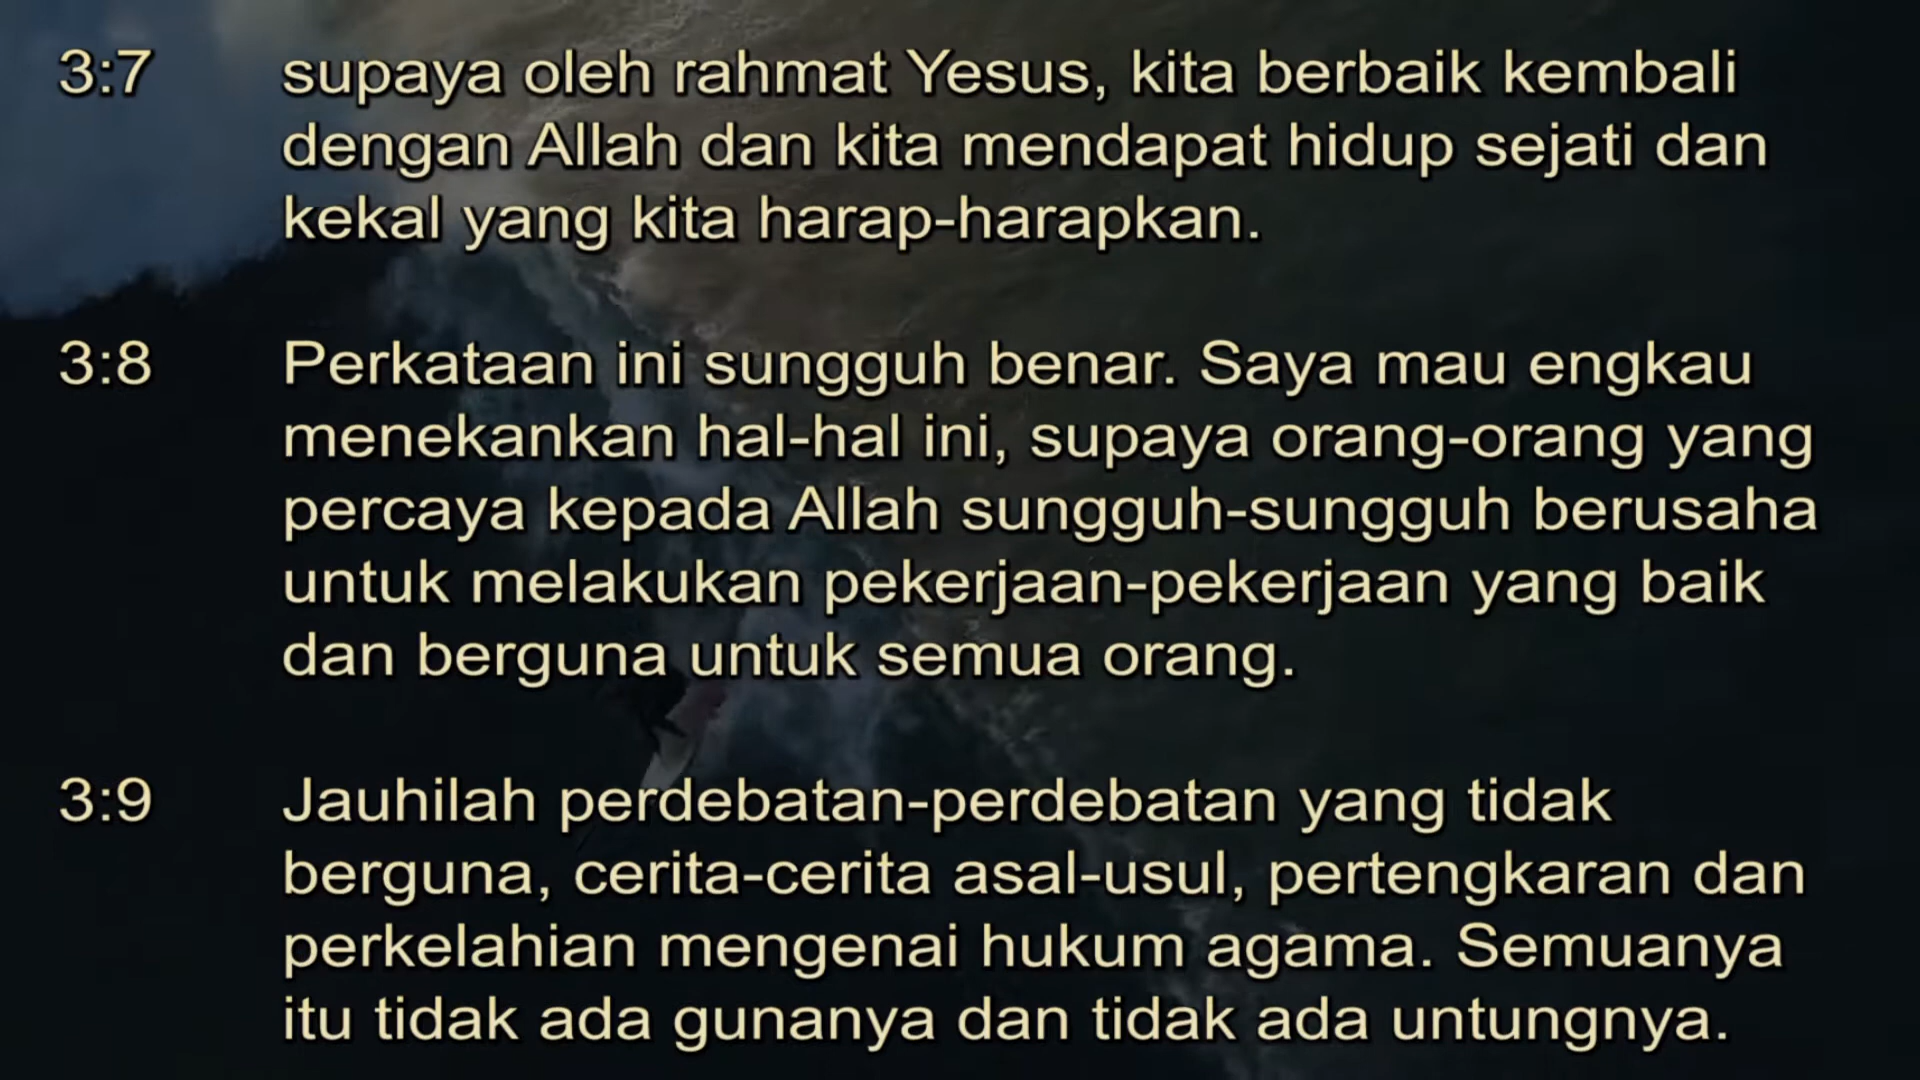 3:7 supaya oleh rahmat Yesus, kita berbaik kembali
dengan Allah dan kita mendapat hidup sejati dan
kekal yang kita harap-harapkan.
3:8 Perkataan ini sungguh benar. Saya mau engkau
menekankan hal-hal ini, supaya orang-orang yang
percaya kepada Allah sungguh-sungguh berusaha
untuk melakukan pekerjaan-pekerjaan yang baik
dan berguna untuk semua orang.
3:9 Jauhilah perdebatan-perdebatan yang tidak
berguna, cerita-cerita asal-usul, pertengkaran dan
perkelahian mengenai hukum agama. Semuanya
itu tidak ada gunanya dan tidak ada untungnya.